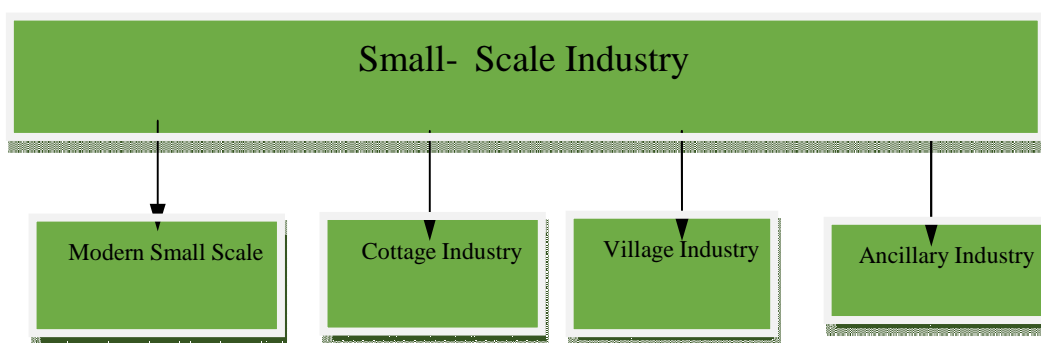 Small- Scale Industry
Modern Small Scale
Cottage Industry
Village Industry
Ancillary Industry